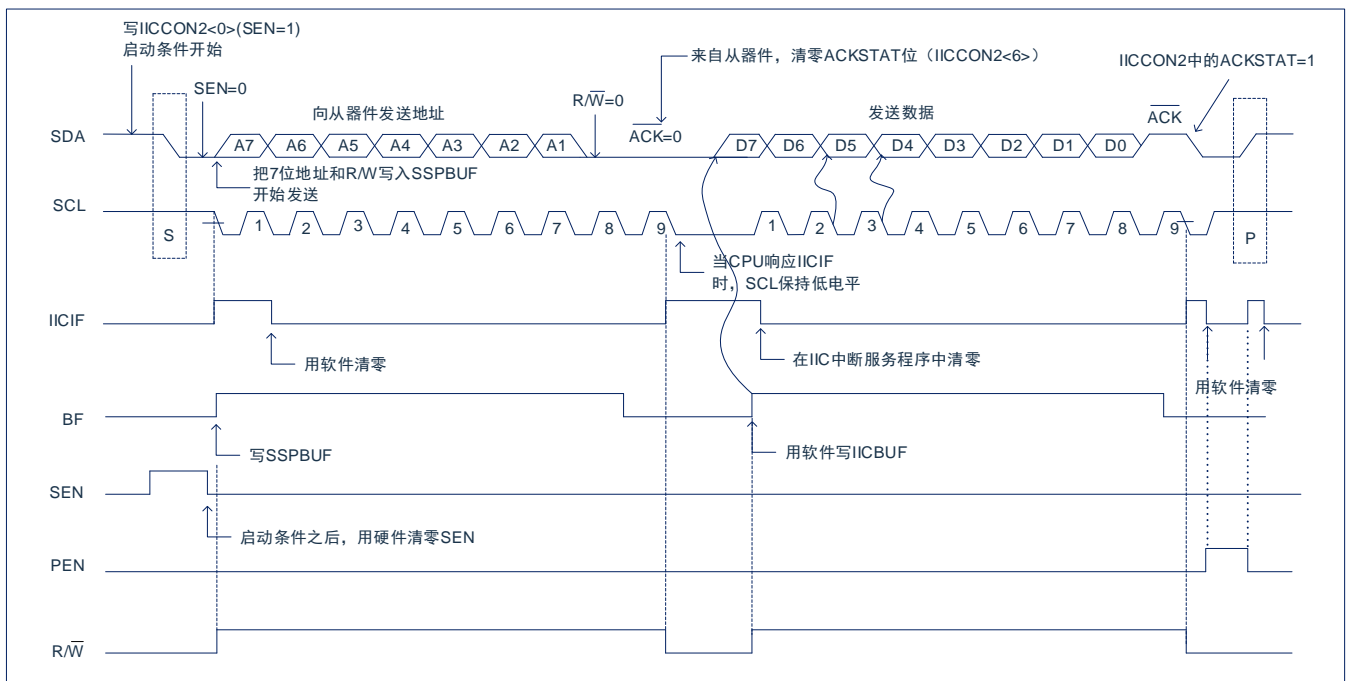 写IICCON2<0>(SEN=1)
启动条件开始
来自从器件，清零ACKSTAT位（IICCON2<6>）
IICCON2中的ACKSTAT=1
SEN=0
向从器件发送地址
R/W=0
发送数据
ACK
SDA
A7 A6 A5 A4 A3 A2 A1
ACK=0
D7 D6 D5 D4 D3 D2 D1 D0
把7位地址和R/W写入SSPBUF
开始发送
SCL
S
1 2 3 4 5 6 7 8 9
1 2 3 4 5 6 7 8 9
P
当CPU响应IICIF
时，SCL保持低电平
IICIF
用软件清零
在IIC中断服务程序中清零
用软件清零
BF
写SSPBUF
用软件写IICBUF
SEN
启动条件之后，用硬件清零SEN
PEN
R/W